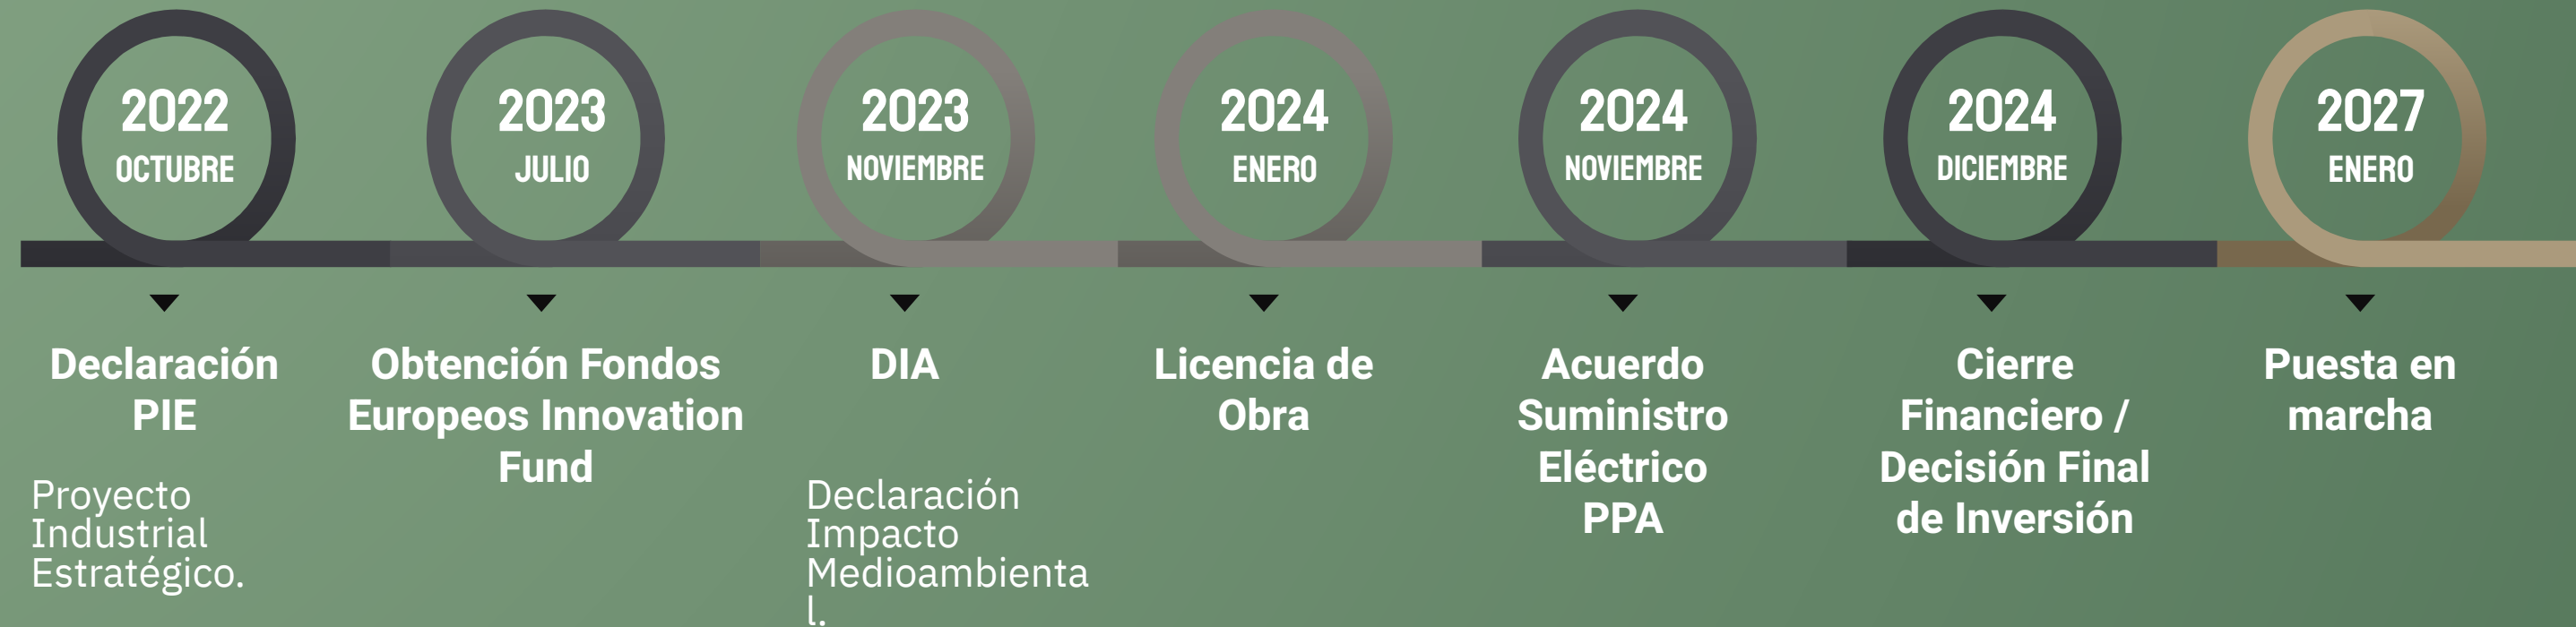 2022
OCTUBRE
Declaración
PIE
Proyecto
Industrial
Estratégico.
2023
JULIO
Obtención Fondos
Europeos Innovation
Fund
2023
NOVIEMBRE
DIA
Declaración
Impacto
Medioambienta
l.
2024
ENERO
Licencia de
Obra
2024
NOVIEMBRE
Acuerdo
Suministro
Eléctrico
PPA
2024
DICIEMBRE
Cierre
Financiero /
Decisión Final
de Inversión
2027
ENERO
Puesta en
marcha